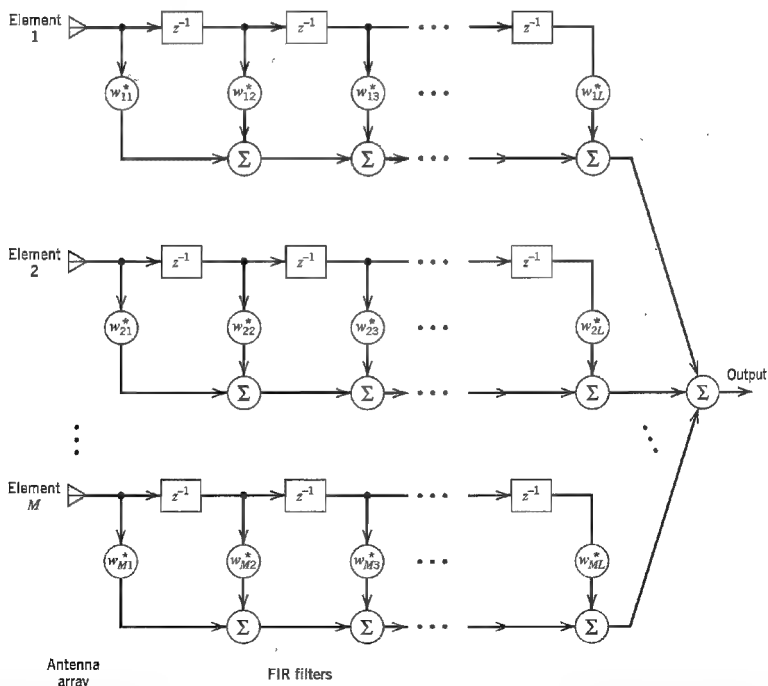 Element
1
z⁻¹ z⁻¹ z⁻¹
w*₁₁ w*₁₂ w*₁₃ w*₁L
Σ Σ Σ
Element
2
z⁻¹ z⁻¹ z⁻¹
w*₂₁ w*₂₂ w*₂₃ w*₂L
Σ Σ Σ
Σ
Output
Element
M
z⁻¹ z⁻¹ z⁻¹
w*M1 w*M2 w*M3 w*ML
Σ Σ Σ
Antenna
array
FIR filters